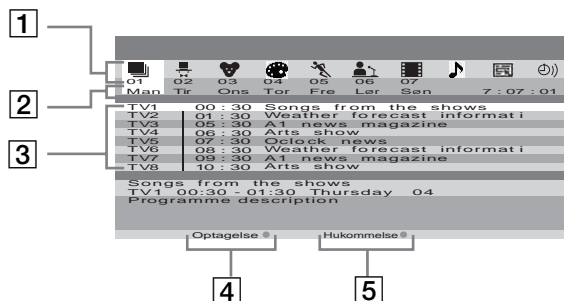 1
01 02 03 04 05 06 07
2
Man Tir Ons Tor Fre Lør Søn 7 : 07 : 01
TV1 00 : 30 Songs from the shows
TV2 01 : 30 Weather forecast informati
TV3 05 : 30 A1 news magazine
3
TV4 06 : 30 Arts show
TV5 07 : 30 Oclock news
TV6 08 : 30 Weather forecast informati
TV7 09 : 30 A1 news magazine
TV8 10 : 30 Arts show
Songs from the shows
TV1 00:30 - 01:30 Thursday 04
Programme description
Optagelse Hukommelse
4 5